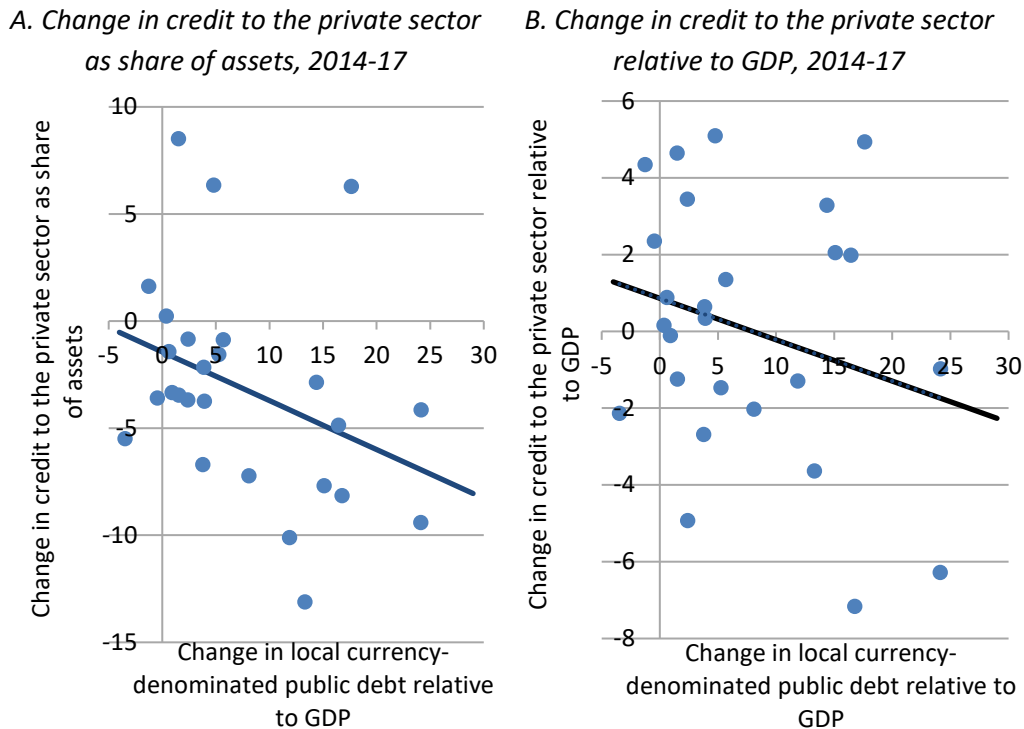 A. Change in credit to the private sector
as share of assets, 2014-17
10
5
0
-5
0
5
10
15
20
25
30
-5
-10
-15
Change in credit to the private sector as share
of assets
Change in local currency-
denominated public debt relative
to GDP
B. Change in credit to the private sector
relative to GDP, 2014-17
6
4
2
0
-5
0
5
10
15
20
25
30
-2
-4
-6
-8
Change in credit to the private sector relative
to GDP
Change in local currency-
denominated public debt relative to
GDP